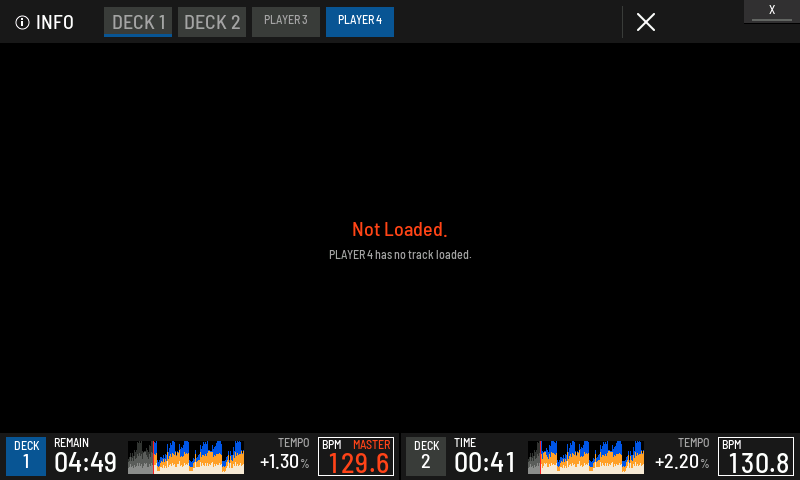 INFO DECK 1 DECK 2 PLAYER 3 PLAYER 4 X
Not Loaded.
PLAYER 4 has no track loaded.
DECK 1 REMAIN 04:49 TEMPO +1.30% BPM MASTER 129.6
DECK 2 TIME 00:41 TEMPO +2.20% BPM 130.8